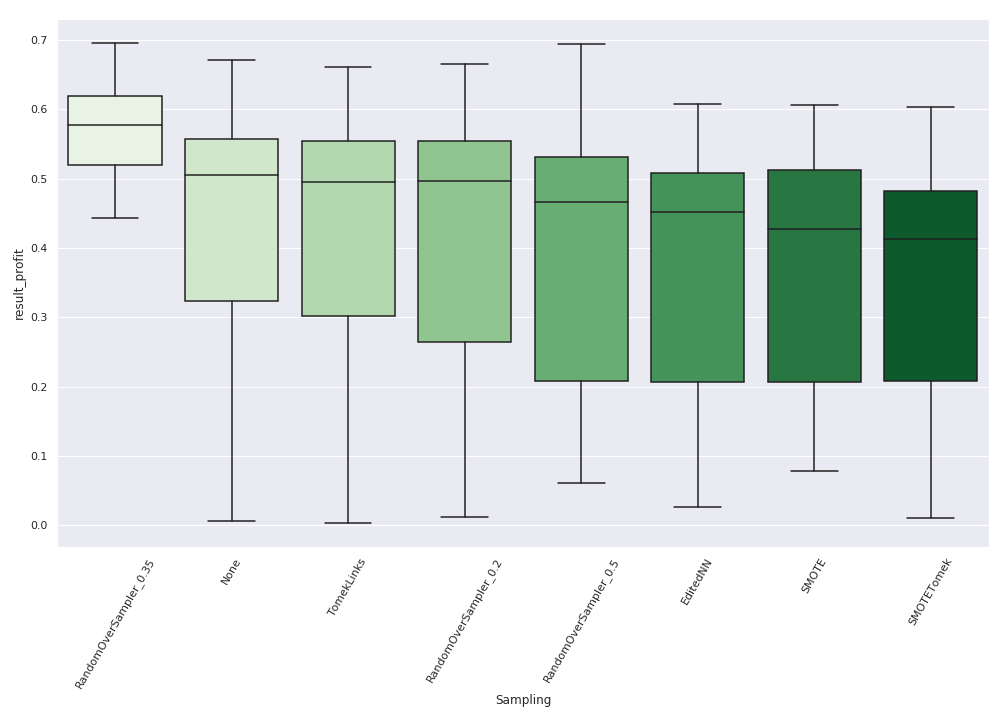 0.7
0.6
0.5
0.4
0.3
0.2
0.1
0.0
result_profit
RandomOverSampler_0.35
None
TomekLinks
RandomOverSampler_0.2
RandomOverSampler_0.5
EditedNN
SMOTE
SMOTETomek
Sampling